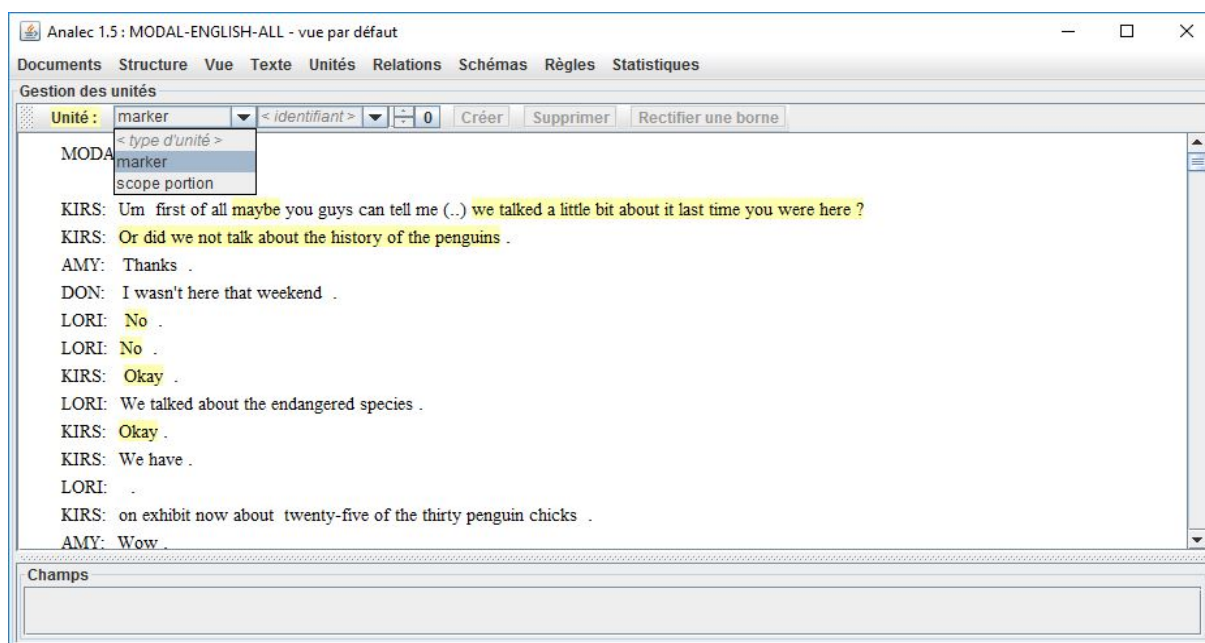 Analec 1.5 : MODAL-ENGLISH-ALL - vue par défaut
Documents Structure Vue Texte Unités Relations Schémas Règles Statistiques
Gestion des unités
Unité : marker < identifiant > 0 Créer Supprimer Rectifier une borne
< type d'unité >
MODA marker
scope portion
KIRS: Um first of all maybe you guys can tell me (..) we talked a little bit about it last time you were here ?
KIRS: Or did we not talk about the history of the penguins .
AMY: Thanks .
DON: I wasn't here that weekend .
LORI: No .
LORI: No .
KIRS: Okay .
LORI: We talked about the endangered species .
KIRS: Okay .
KIRS: We have .
LORI: .
KIRS: on exhibit now about twenty-five of the thirty penguin chicks .
AMY: Wow .
Champs